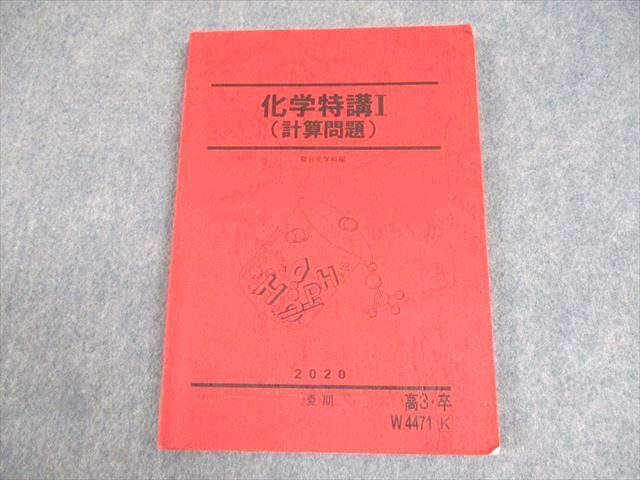 化学特講I
(計算問題)
駿台化学科編
2020
夏期
高3・卒
W4471 K